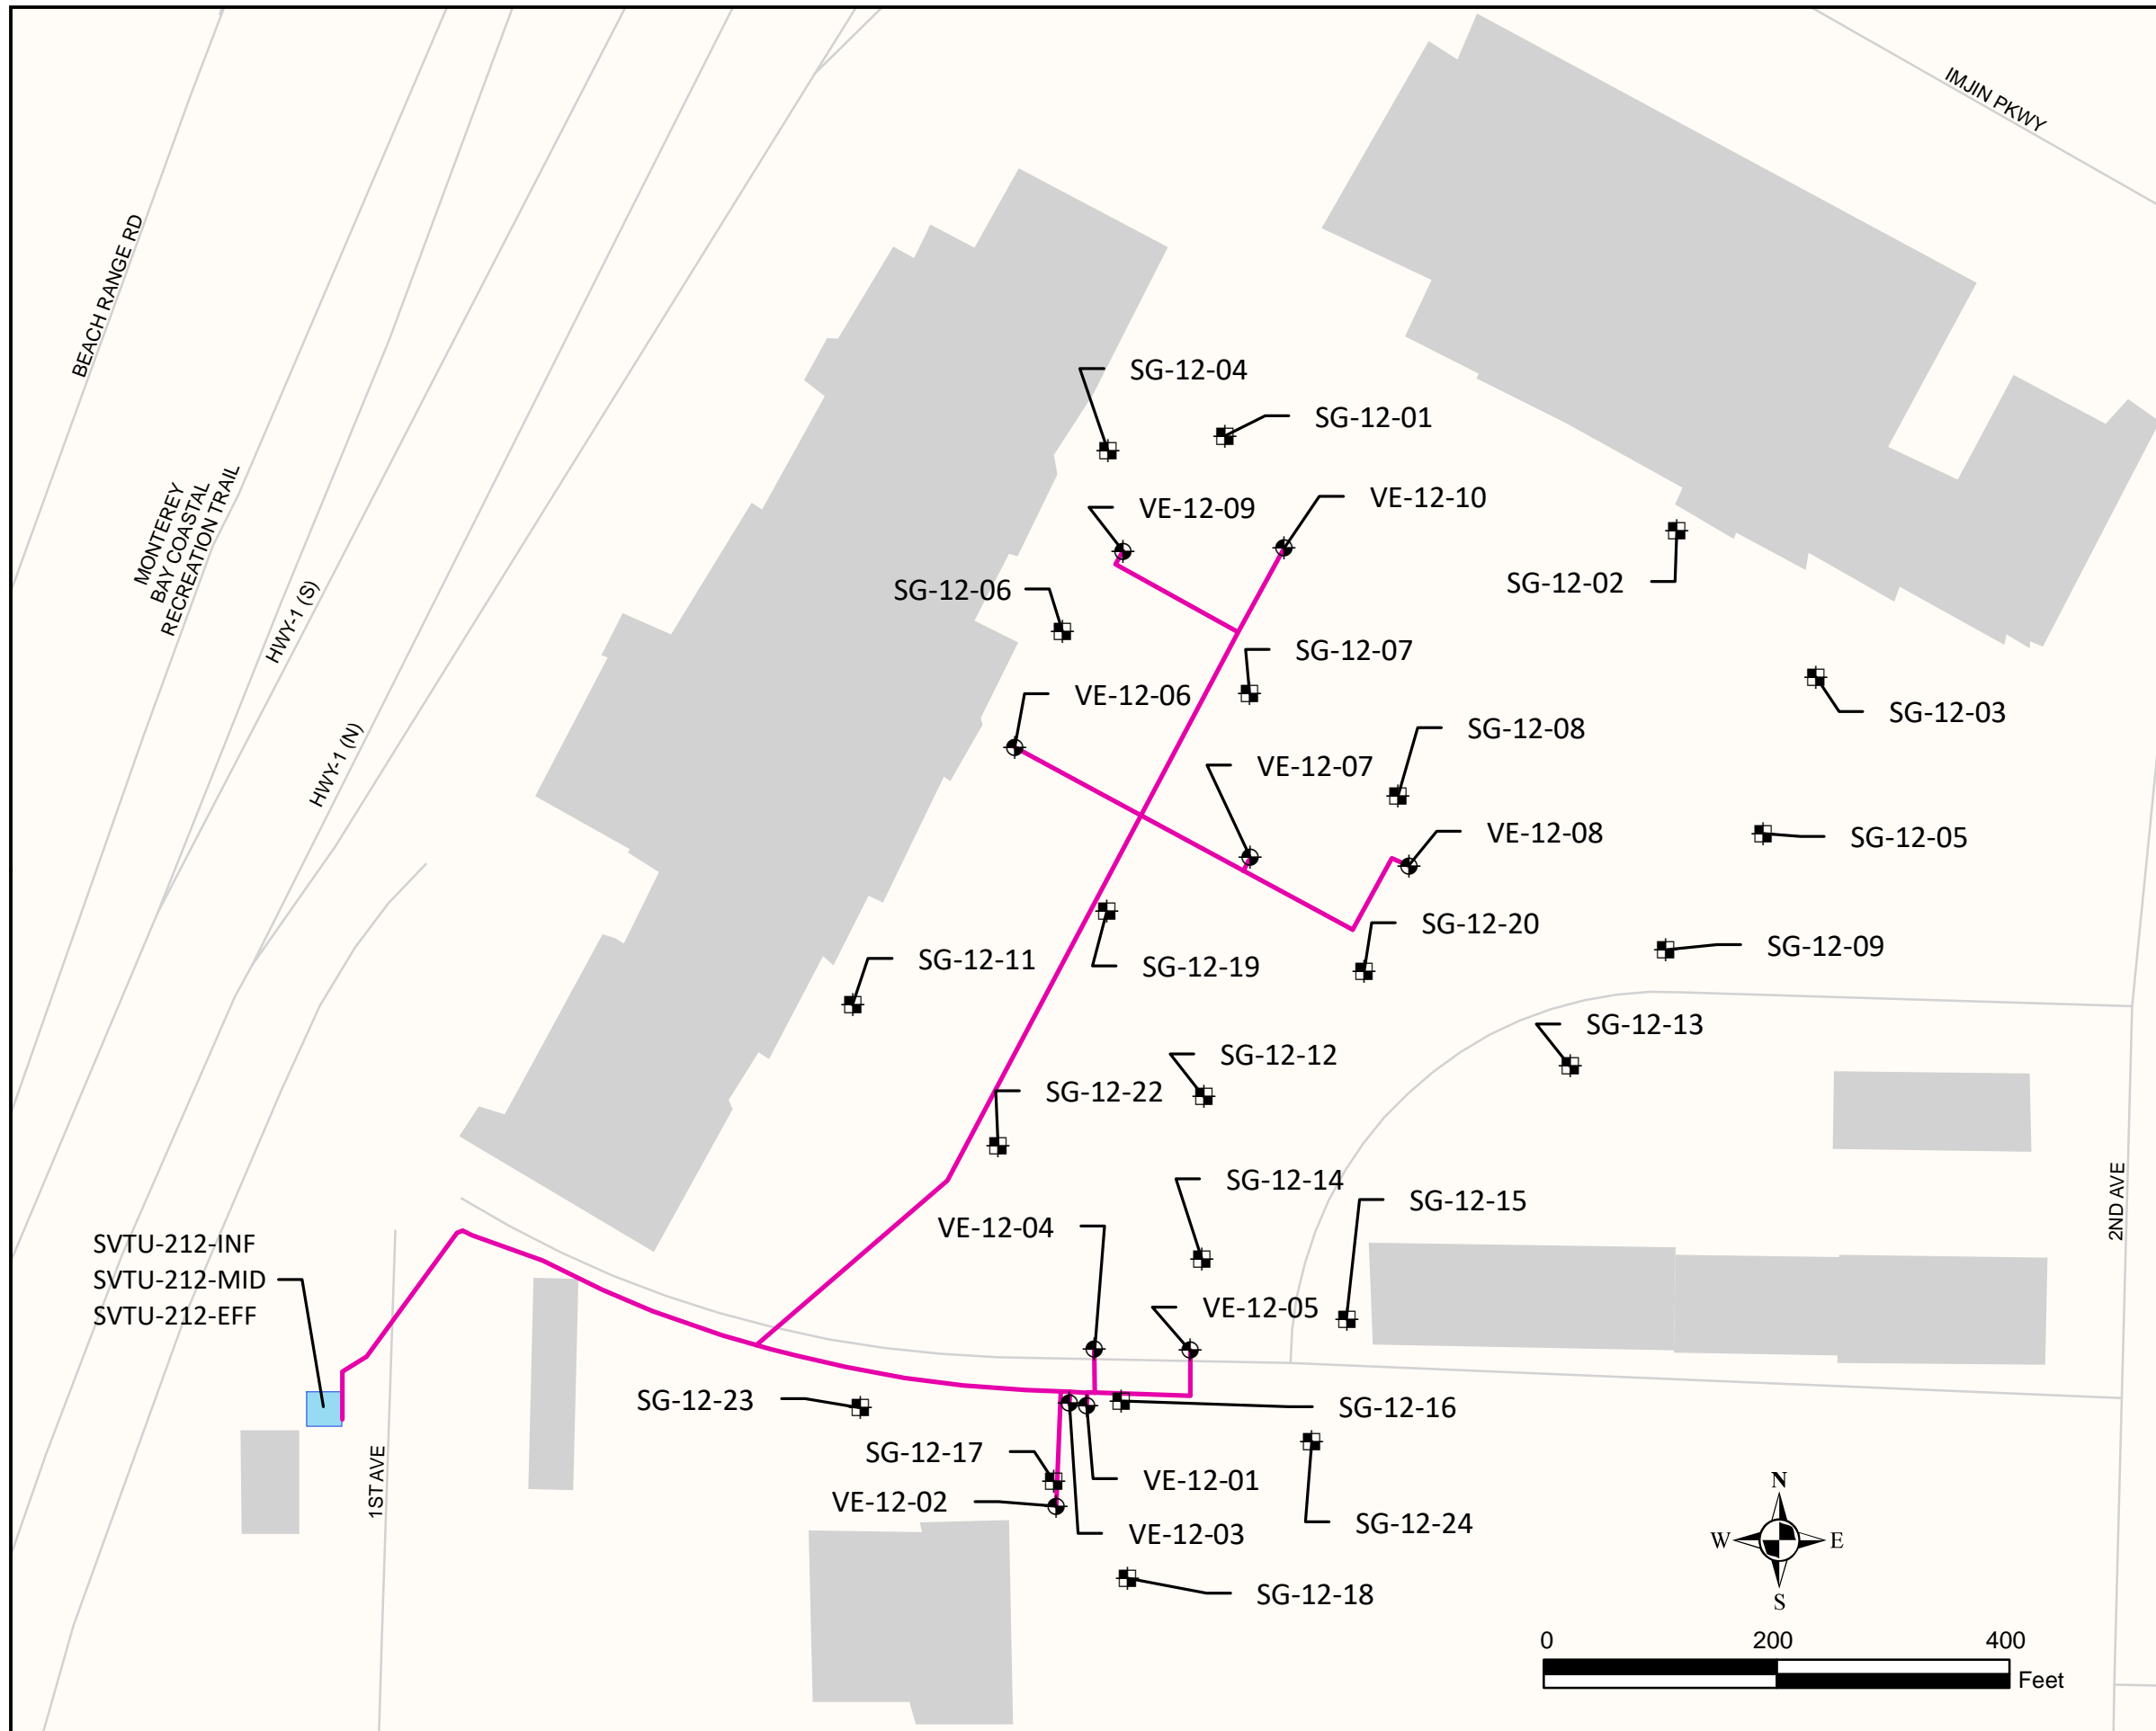 IMJIN PKWY
BEACH RANGE RD
SG-12-04
SG-12-01
MONTEREY
BAY COASTAL
RECREATION TRAIL
VE-12-10
VE-12-09
SG-12-02
SG-12-06
HWY-1 (S)
SG-12-07
VE-12-06
SG-12-03
SG-12-08
HWY-1 (N)
VE-12-07
VE-12-08
SG-12-05
SG-12-20
SG-12-09
SG-12-11
SG-12-19
SG-12-13
SG-12-12
SG-12-22
SG-12-14
SG-12-15
2ND AVE
VE-12-04
SVTU-212-INF
SVTU-212-MID
SVTU-212-EFF
VE-12-05
SG-12-23
SG-12-16
SG-12-17
VE-12-01
1ST AVE
VE-12-02
SG-12-24
VE-12-03
SG-12-18
N
W
E
S
0 200 400
Feet